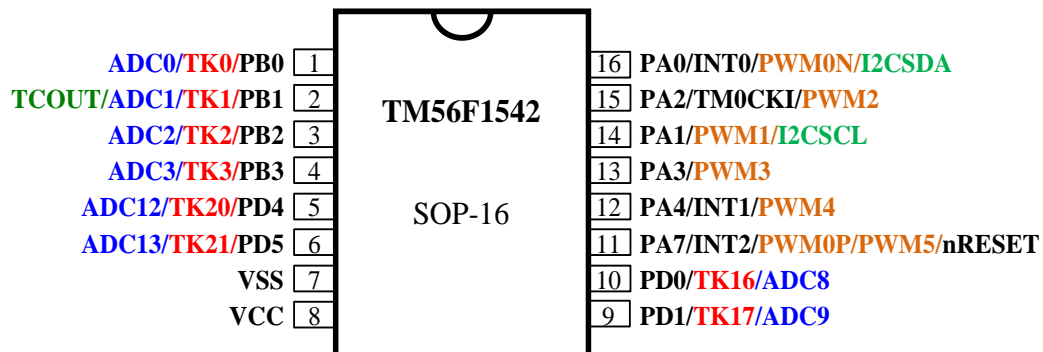 ADC0/TK0/PB0 1
TCOUT/ADC1/TK1/PB1 2
ADC2/TK2/PB2 3
ADC3/TK3/PB3 4
ADC12/TK20/PD4 5
ADC13/TK21/PD5 6
VSS 7
VCC 8
TM56F1542
SOP-16
16 PA0/INT0/PWM0N/I2CSDA
15 PA2/TM0CKI/PWM2
14 PA1/PWM1/I2CSCL
13 PA3/PWM3
12 PA4/INT1/PWM4
11 PA7/INT2/PWM0P/PWM5/nRESET
10 PD0/TK16/ADC8
9 PD1/TK17/ADC9